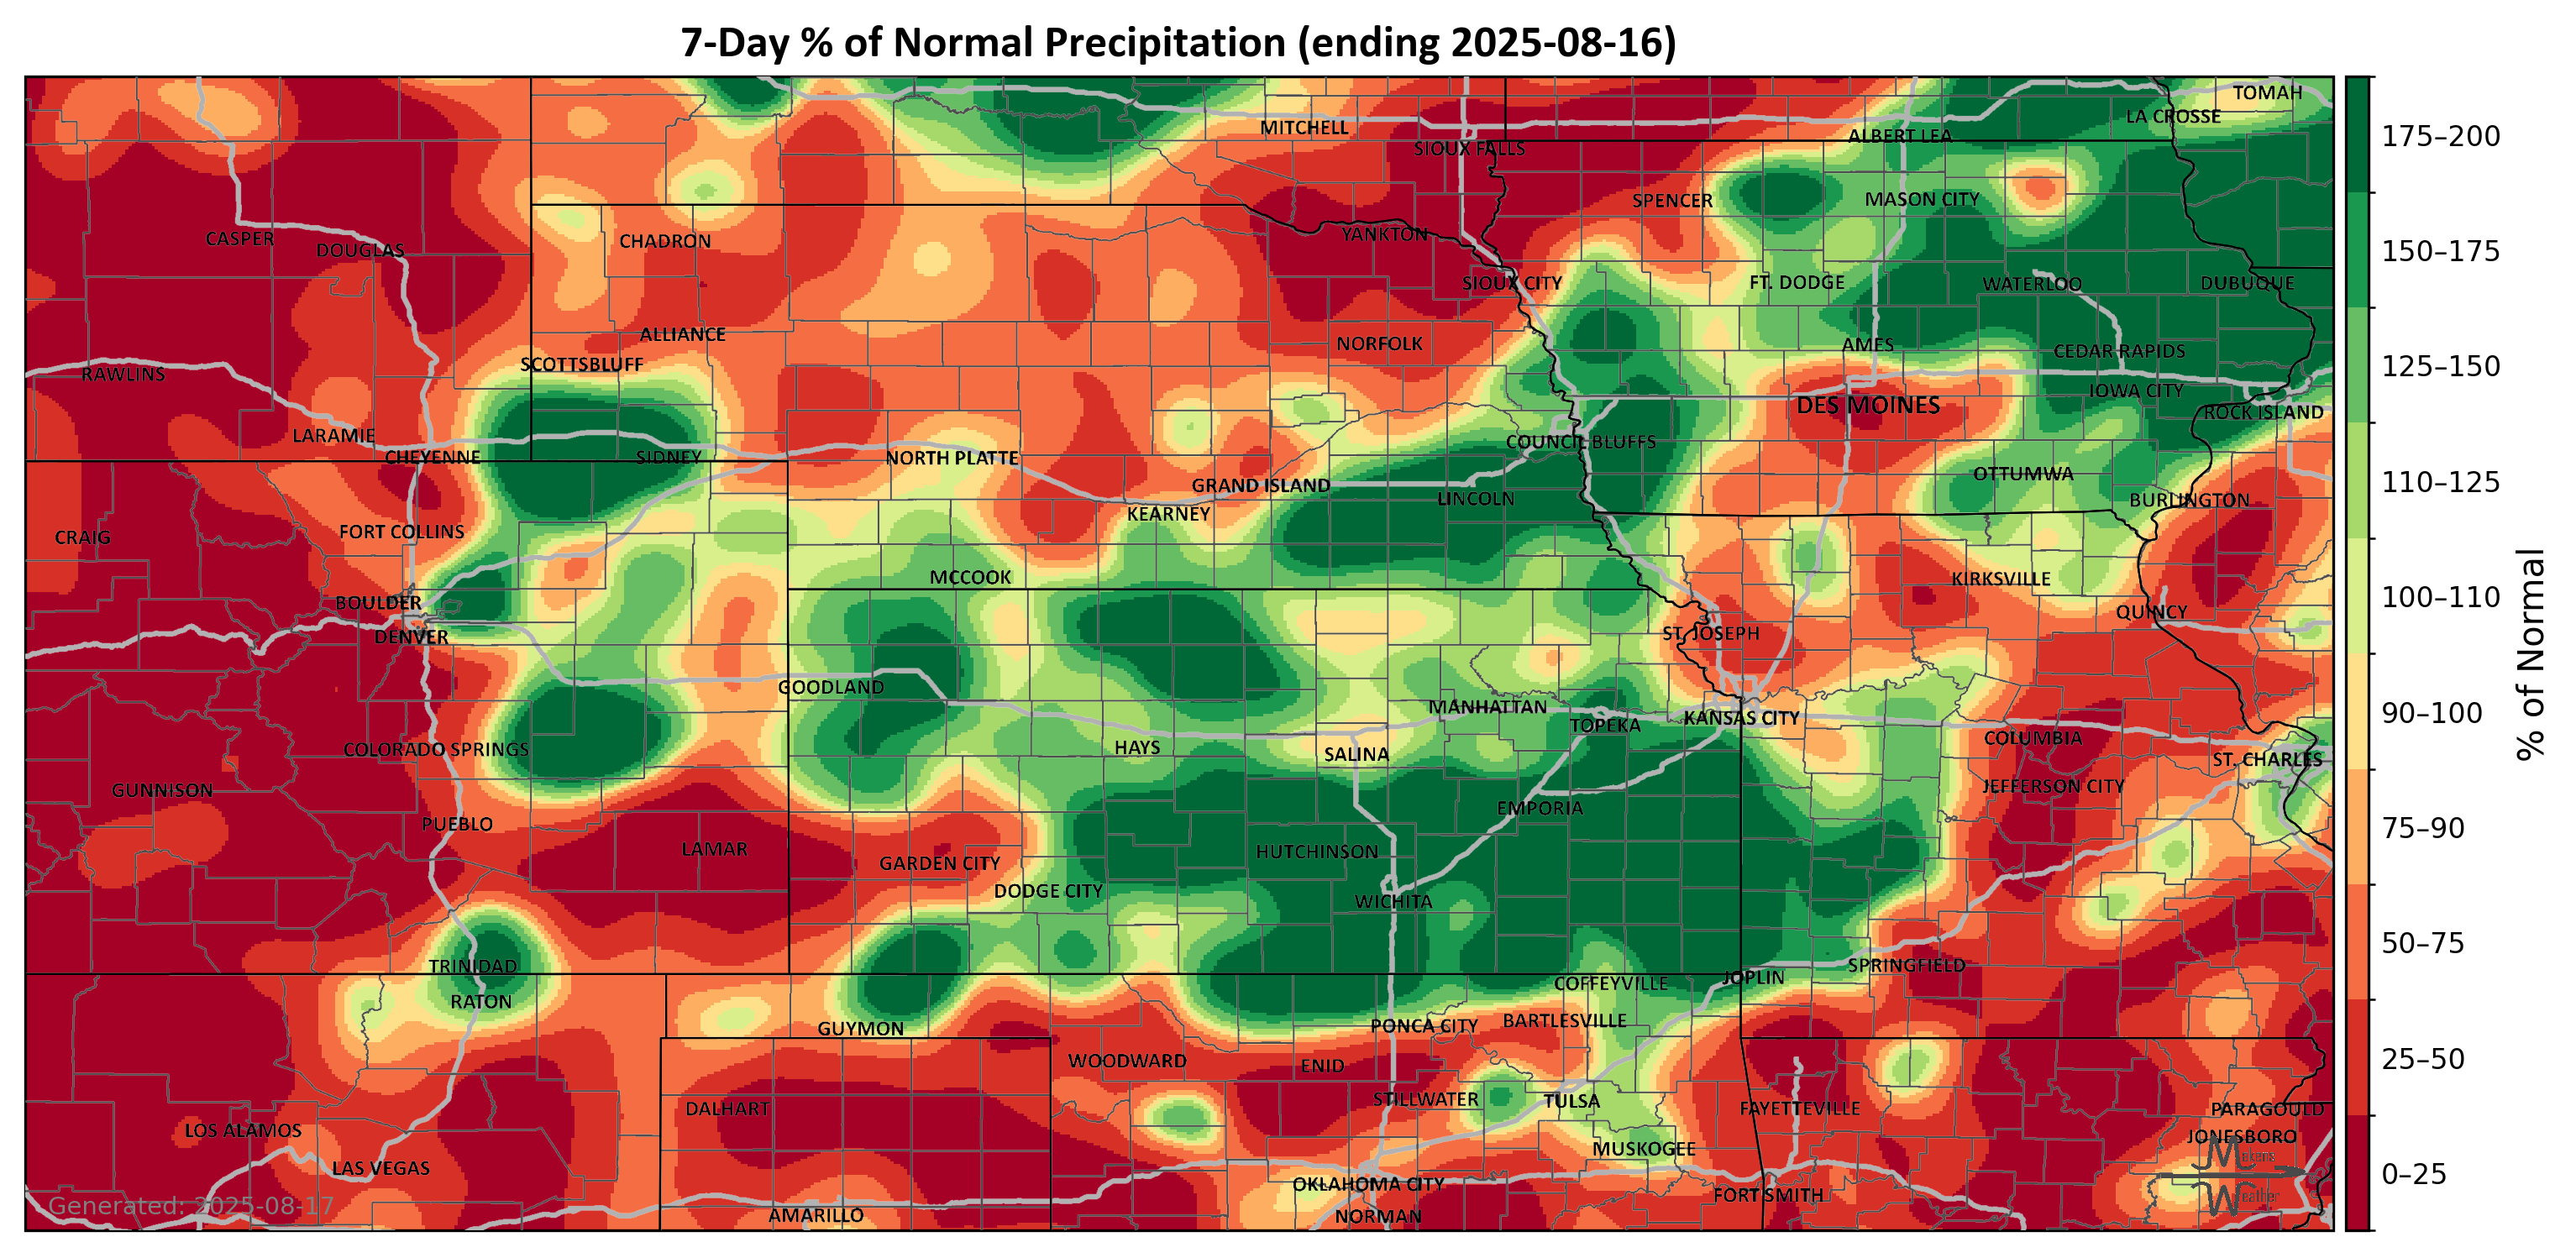 7-Day % of Normal Precipitation (ending 2025-08-16)
TOMAH
LA CROSSE
MITCHELL
ALBERT LEA
SIOUX FALLS
SPENCER
MASON CITY
CASPER
DOUGLAS
CHADRON
YANKTON
SIOUX CITY
FT. DODGE
WATERLOO
DUBUQUE
ALLIANCE
NORFOLK
AMES
CEDAR RAPIDS
SCOTTSBLUFF
RAWLINS
IOWA CITY
DES MOINES
ROCK ISLAND
LARAMIE
COUNCIL BLUFFS
CHEYENNE
SIDNEY
NORTH PLATTE
OTTUMWA
GRAND ISLAND
LINCOLN
BURLINGTON
KEARNEY
CRAIG
FORT COLLINS
MCCOOK
KIRKSVILLE
BOULDER
QUINCY
DENVER
ST. JOSEPH
GOODLAND
MANHATTAN
KANSAS CITY
TOPEKA
COLUMBIA
COLORADO SPRINGS
HAYS
SALINA
ST. CHARLES
GUNNISON
JEFFERSON CITY
EMPORIA
PUEBLO
LAMAR
HUTCHINSON
GARDEN CITY
DODGE CITY
WICHITA
TRINIDAD
SPRINGFIELD
JOPLIN
COFFEYVILLE
RATON
GUYMON
PONCA CITY
BARTLESVILLE
WOODWARD
ENID
STILLWATER
TULSA
DALHART
FAYETTEVILLE
PARAGOULD
LOS ALAMOS
JONESBORO
MUSKOGEE
Makens
Weather
LAS VEGAS
OKLAHOMA CITY
FORT SMITH
Generated: 2025-08-17
AMARILLO
NORMAN
175–200
150–175
125–150
110–125
100–110
90–100
75–90
50–75
25–50
0–25
% of Normal